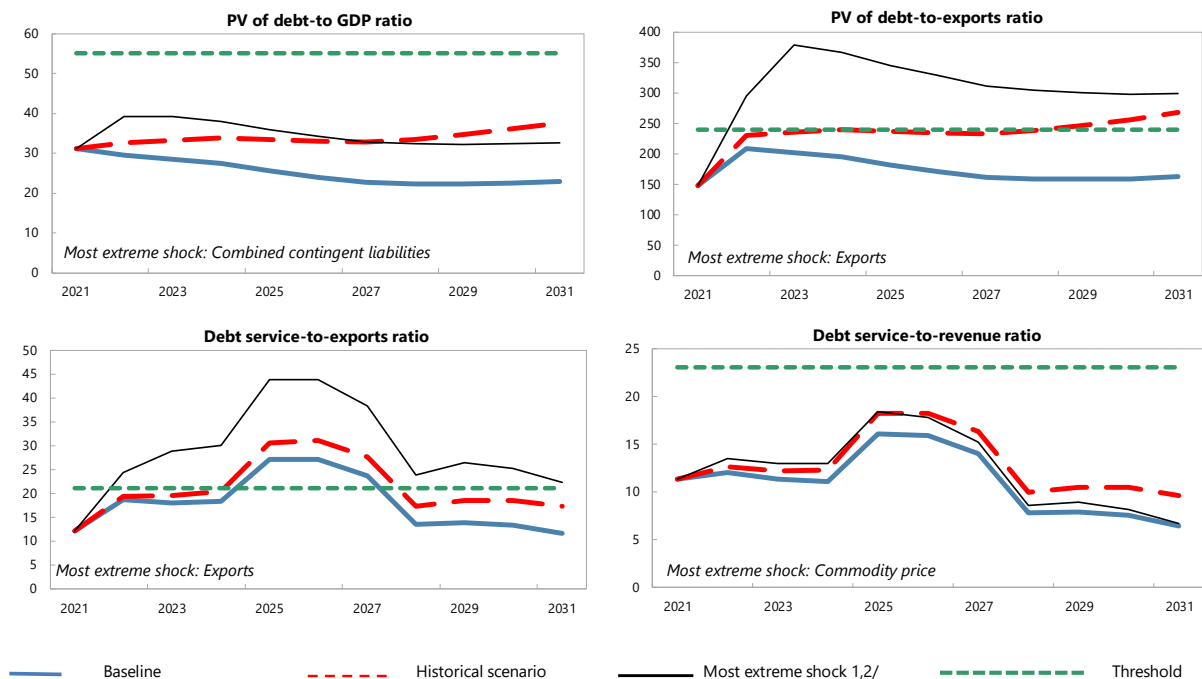 PV of debt-to GDP ratio
60
50
40
30
20
10
0
Most extreme shock: Combined contingent liabilities
2021 2023 2025 2027 2029 2031
PV of debt-to-exports ratio
400
350
300
250
200
150
100
50
0
Most extreme shock: Exports
2021 2023 2025 2027 2029 2031
Debt service-to-exports ratio
50
45
40
35
30
25
20
15
10
5
0
Most extreme shock: Exports
2021 2023 2025 2027 2029 2031
Debt service-to-revenue ratio
25
20
15
10
5
0
Most extreme shock: Commodity price
2021 2023 2025 2027 2029 2031
Baseline Historical scenario Most extreme shock 1,2/ Threshold